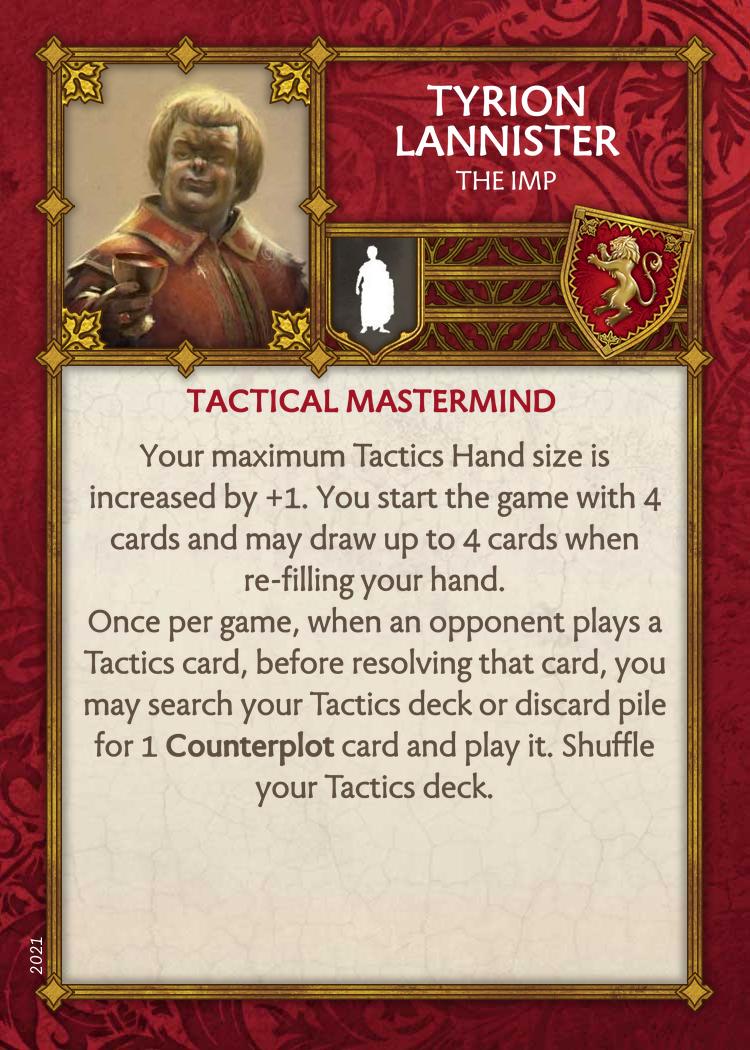 TYRION
LANNISTER
THE IMP
TACTICAL MASTERMIND
Your maximum Tactics Hand size is
increased by +1. You start the game with 4
cards and may draw up to 4 cards when
re-filling your hand.
Once per game, when an opponent plays a
Tactics card, before resolving that card, you
may search your Tactics deck or discard pile
for 1 Counterplot card and play it. Shuffle
your Tactics deck.
2021